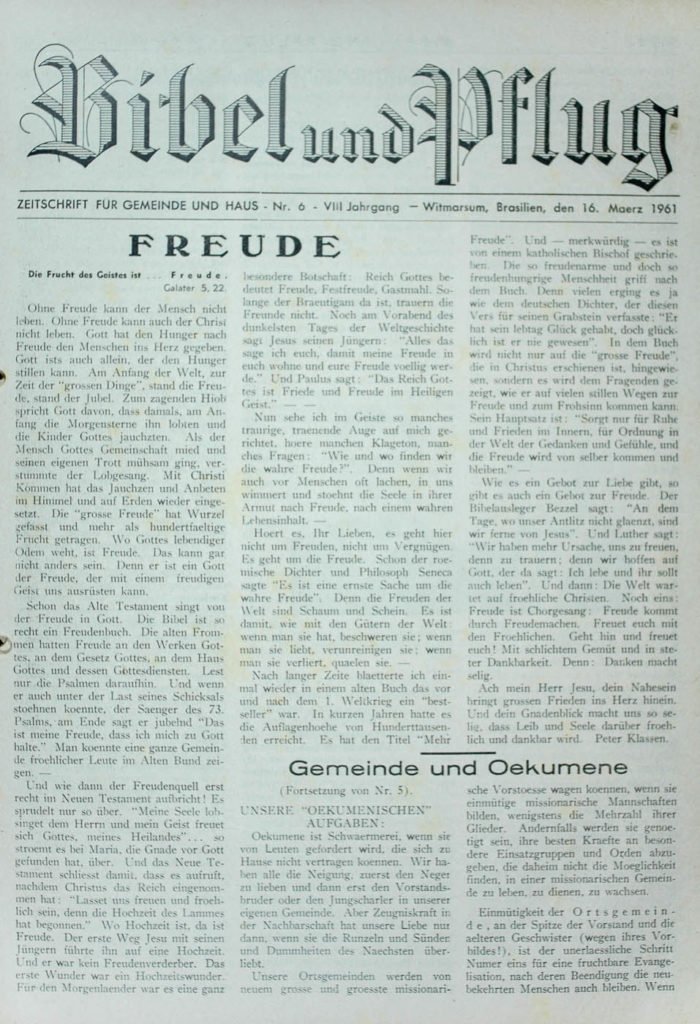 Bibel und Pflug
ZEITSCHRIFT FÜR GEMEINDE UND HAUS - Nr. 6 - VIII Jahrgang — Witmarsum, Brasilien, den 16. Maerz 1961
FREUDE
Die Frucht des Geistes ist ... Freude.
Galater 5, 22.
Ohne Freude kann der Mensch nicht
leben. Ohne Freude kann auch der Christ
nicht leben. Gott hat den Hunger nach
Freude den Menschen ins Herz gegeben.
Gott ists auch allein, der den Hunger
stillen kann. Am Anfang der Welt, zur
Zeit der "grossen Dinge", stand die Freu-
de, stand der Jubel. Zum zagenden Hiob
spricht Gott davon, dass damals, am An-
fang die Morgensterne ihn lobten und
die Kinder Gottes jauchzten. Als der
Mensch Gottes Gemeinschaft mied und
seinen eigenen Trott mühsam ging, ver-
stummte der Lobgesang. Mit Christi
Kommen hat das Jauchzen und Anbeten
im Himmel und auf Erden wieder einge-
setzt. Die "grosse Freude" hat Wurzel
gefasst und mehr als hundertfaeltige
Frucht getragen. Wo Gottes lebendiger
Odem weht, ist Freude. Das kann gar
nicht anders sein. Denn er ist ein Gott
der Freude, der mit einem freudigen
Geist uns ausrüsten kann.
Schon das Alte Testament singt von
der Freude in Gott. Die Bibel ist so
recht ein Freudenbuch. Die alten From-
men hatten Freude an den Werken Got-
tes, an dem Gesetz Gottes, an dem Haus
Gottes und dessen Gottesdiensten. Lest
nur die Psalmen daraufhin. Und wenn
er auch unter der Last seines Schicksals
stoehnen koennte, der Saenger des 73.
Psalms, am Ende sagt er jubelnd "Das
ist meine Freude, dass ich mich zu Gott
halte." Man koennte eine ganze Gemein-
de froehlicher Leute im Alten Bund zei-
gen. —
Und wie dann der Freudenquell erst
recht im Neuen Testament aufbricht! Es
sprudelt nur so über. "Meine Seele lob-
singet dem Herrn und mein Geist freuet
sich Gottes, meines Heilandes"... so
stroemt es bei Maria, die Gnade vor Gott
gefunden hat, über. Und das Neue Te-
stament schliesst damit, dass es aufruft,
nachdem Christus das Reich eingenom-
men hat: "Lasset uns freuen und froeh-
lich sein, denn die Hochzeit des Lammes
hat begonnen." Wo Hochzeit ist, da ist
Freude. Der erste Weg Jesu mit seinen
Jüngern führte ihn auf eine Hochzeit.
Und er war kein Freudenverderber. Das
erste Wunder war ein Hochzeitswunder.
Für den Morgenlaender war es eine ganz
besondere Botschaft: Reich Gottes be-
deutet Freude, Festfreude, Gastmahl. So-
lange der Braeutigam da ist, trauern die
Freunde nicht. Noch am Vorabend des
dunkelsten Tages der Weltgeschichte
sagt Jesus seinen Jüngern: "Alles das
sage ich euch, damit meine Freude in
euch wohne und eure Freude voellig wer-
de." Und Paulus sagt: "Das Reich Got-
tes ist Friede und Freude im Heiligen
Geist." — —
Nun sehe ich im Geiste so manches
traurige, traenende Auge auf mich ge-
richtet, hoere manchen Klageton, man-
ches Fragen: "Wie und wo finden wir
die wahre Freude?". Denn wenn wir
auch vor Menschen oft lachen, in uns
wimmert und stoehnt die Seele in ihrer
Armut nach Freude, nach einem wahren
Lebensinhalt. —
Hoert es, Ihr Lieben, es geht hier
nicht um Freuden, nicht um Vergnügen.
Es geht um die Freude. Schon der roe-
mische Dichter und Philosoph Seneca
sagte "Es ist eine ernste Sache um die
wahre Freude". Denn die Freuden der
Welt sind Schaum und Schein. Es ist
damit, wie mit den Gütern der Welt:
wenn man sie hat, beschweren sie; wenn
man sie liebt, verunreinigen sie; wenn
man sie verliert, quaelen sie. —
Nach langer Zeite blaetterte ich ein-
mal wieder in einem alten Buch das vor
und nach dem 1. Weltkrieg ein "best-
seller" war. In kurzen Jahren hatte es
die Auflagenhoehe von Hunderttausen-
den erreicht. Es hat den Titel "Mehr
Freude". Und — merkwürdig — es ist
von einem katholischen Bischof geschrie-
ben. Die so freudenarme und doch so
freudenhungrige Menschheit griff nach
dem Buch. Denn vielen erging es ja
wie dem deutschen Dichter, der diesen
Vers für seinen Grabstein verfasste: "Er
hat sein lebtag Glück gehabt, doch glück-
lich ist er nie gewesen". In dem Buch
wird nicht nur auf die "grosse Freude",
die in Christus erschienen ist, hingewie-
sen, sondern es wird dem Fragenden ge-
zeigt, wie er auf vielen stillen Wegen zur
Freude und zum Frohsinn kommen kann.
Sein Hauptsatz ist: "Sorgt nur für Ruhe
und Frieden im Innern, für Ordnung in
der Welt der Gedanken und Gefühle, und
die Freude wird von selber kommen und
bleiben." —
Wie es ein Gebot zur Liebe gibt, so
gibt es auch ein Gebot zur Freude. Der
Bibelausleger Bezzel sagt: "An dem
Tage, wo unser Antlitz nicht glaenzt, sind
wir ferne von Jesus". Und Luther sagt:
"Wir haben mehr Ursache, uns zu freuen,
denn zu trauern; denn wir hoffen auf
Gott, der da sagt: Ich lebe und ihr sollt
auch leben". Und dann: Die Welt war-
tet auf froehliche Christen. Noch eins:
Freude ist Chorgesang: Freude kommt
durch Freudemachen. Freuet euch mit
den Froehlichen. Geht hin und freuet
euch! Mit schlichtem Gemüt und in ste-
ter Dankbarkeit. Denn: Danken macht
selig.
Ach mein Herr Jesu, dein Nahesein
bringt grossen Frieden ins Herz hinein.
Und dein Gnadenblick macht uns so se-
lig, dass Leib und Seele darüber froeh-
lich und dankbar wird. Peter Klassen.
Gemeinde und Oekumene
(Fortsetzung von Nr. 5).
UNSERE "OEKUMENISCHEN"
AUFGABEN:
Oekumene ist Schwaermerei, wenn sie
von Leuten gefordert wird, die sich zu
Hause nicht vertragen koennen. Wir ha-
ben alle die Neigung, zuerst den Neger
zu lieben und dann erst den Vorstands-
bruder oder den Jungscharler in unserer
eigenen Gemeinde. Aber Zeugniskraft in
der Nachbarschaft hat unsere Liebe nur
dann, wenn sie die Runzeln und Sünden
und Dummheiten des Naechsten über-
liebt.
Unsere Ortsgemeinden werden von
neuem grosse und groesste missionari-
sche Vorstoesse wagen koennen, wenn sie
einmütige missionarische Mannschaften
bilden, wenigstens die Mehrzahl ihrer
Glieder. Andernfalls werden sie genoe-
tigt sein, ihre besten Kraefte an beson-
dere Einsatzgruppen und Orden abzu-
geben, die daheim nicht die Moeglichkeit
finden, in einer missionarischen Gemein-
de zu leben, zu dienen, zu wachsen.
Einmütigkeit der Ortsgemein-
de, an der Spitze der Vorstand und die
aelteren Geschwister (wegen ihres Vor-
bildes!), ist der unerlaessliche Schritt
Numer eins für eine fruchtbare Evange-
lisation, nach deren Beendigung die neu-
bekehrten Menschen auch bleiben. Wenn